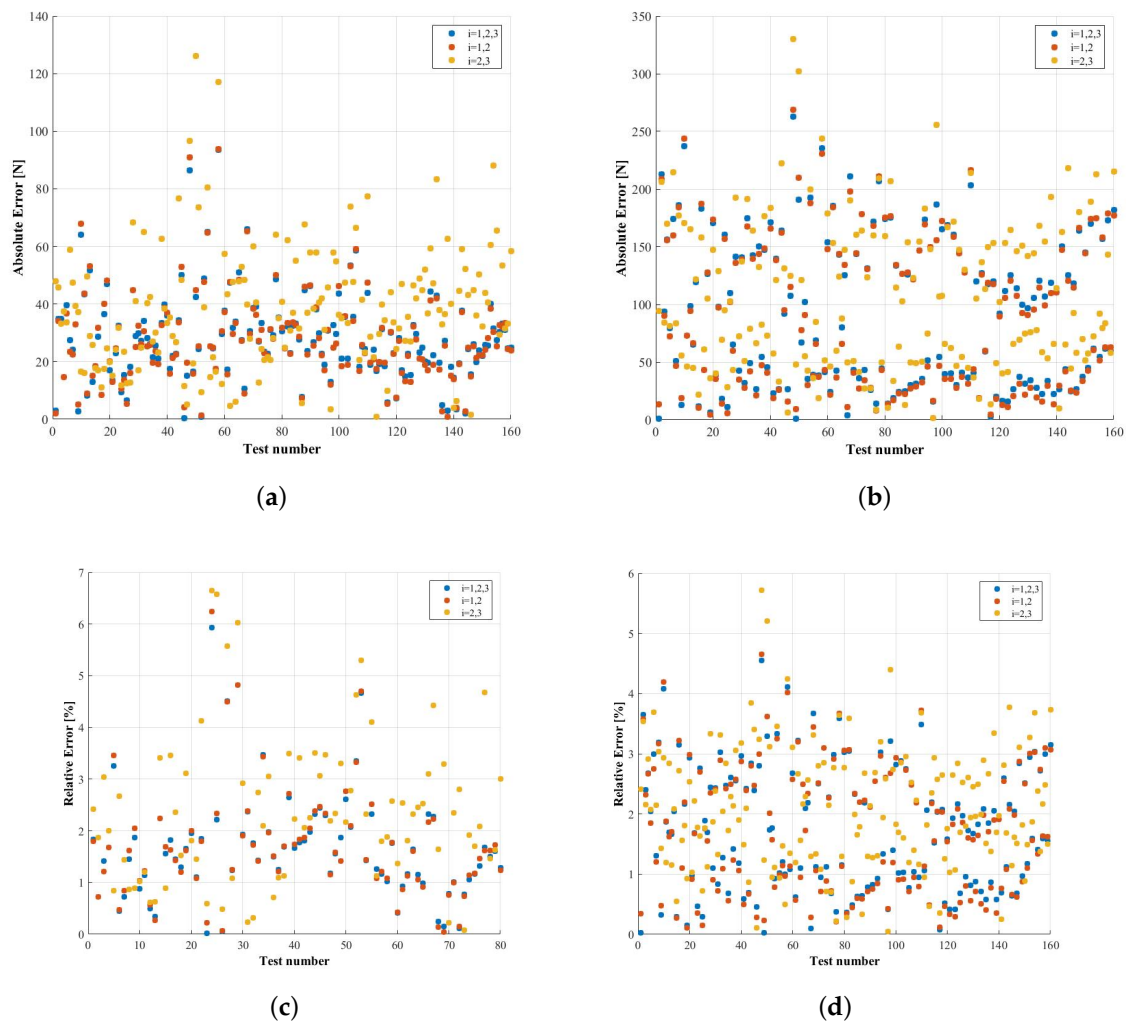 140
120
100
80
60
40
20
0
Absolute Error [N]
i=1,2,3
i=1,2
i=2,3
0 20 40 60 80 100 120 140 160
Test number
(a)
350
300
250
200
150
100
50
0
Absolute Error [N]
i=1,2,3
i=1,2
i=2,3
0 20 40 60 80 100 120 140 160
Test number
(b)
7
6
5
4
3
2
1
0
Relative Error [%]
i=1,2,3
i=1,2
i=2,3
0 10 20 30 40 50 60 70 80
Test number
(c)
6
5
4
3
2
1
0
Relative Error [%]
i=1,2,3
i=1,2
i=2,3
0 20 40 60 80 100 120 140 160
Test number
(d)